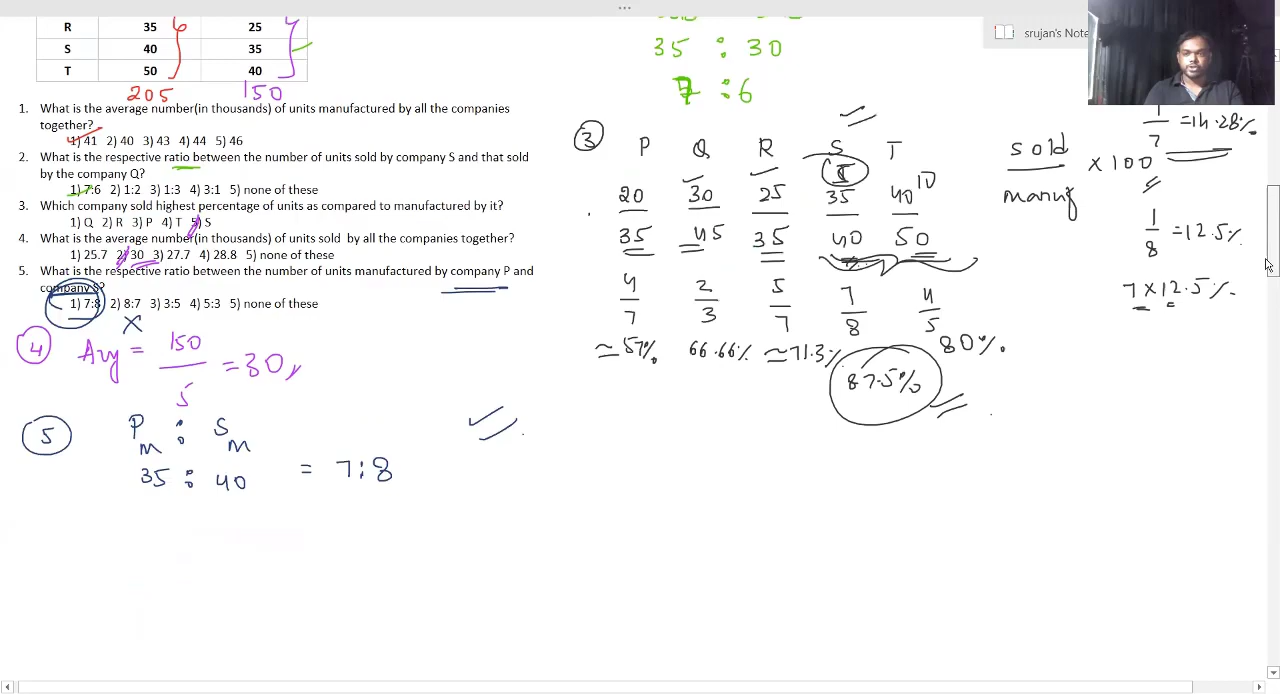 R 35 25
S 40 35
T 50 40
205 150
1. What is the average number(in thousands) of units manufactured by all the companies
together?
1) 41 2) 40 3) 43 4) 44 5) 46
2. What is the respective ratio between the number of units sold by company S and that sold
by the company Q?
1) 7:6 2) 1:2 3) 1:3 4) 3:1 5) none of these
3. Which company sold highest percentage of units as compared to manufactured by it?
1) Q 2) R 3) P 4) T 5) S
4. What is the average number(in thousands) of units sold by all the companies together?
1) 25.7 2) 30 3) 27.7 4) 28.8 5) none of these
5. What is the respective ratio between the number of units manufactured by company P and
company S?
1) 7:8 2) 8:7 3) 3:5 4) 5:3 5) none of these
4 Avg = 150/5 = 30
5 P : S
M M
35 : 40 = 7:8
35 : 30
7 : 6
3 P Q R S T
I
20 30 25 35 40 10
35 45 35 40 50
4/7 2/3 5/7 7/8 4/5
≃ 57% 66.66% ≃ 71.3% 80%
87.5%
sold × 100
manuf
1/7 = 14.28%
1/8 = 12.5%
7 × 12.5%
srujan's Note